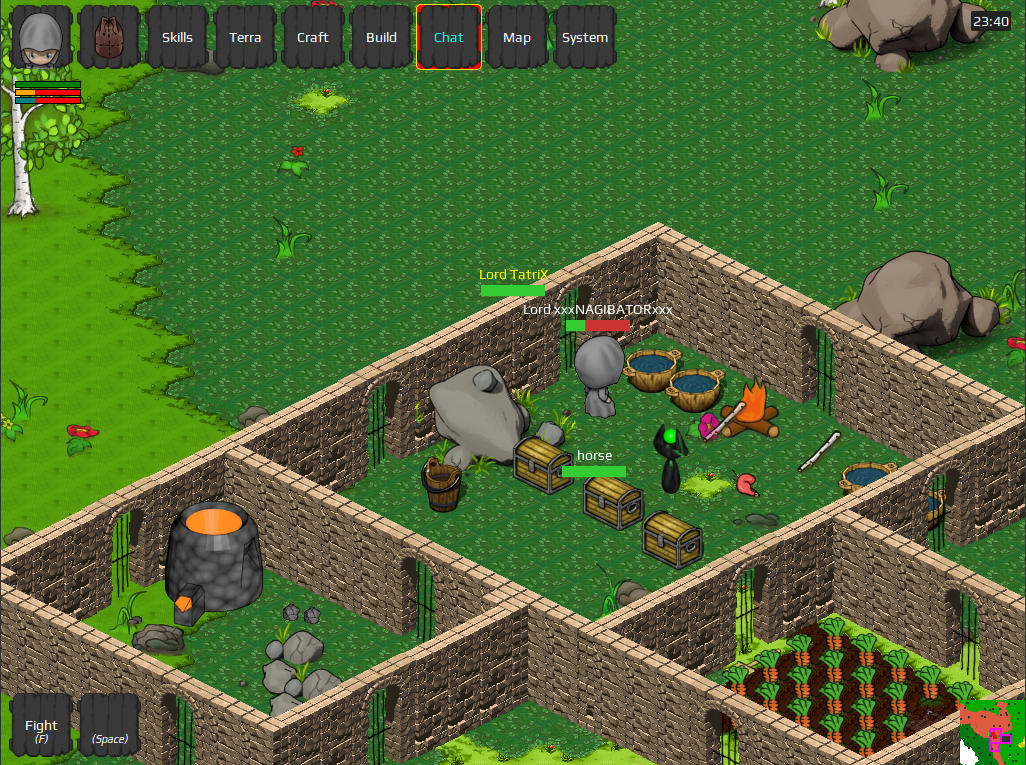 23:40
Skills
Terra
Craft
Build
Chat
Map
System
Lord TatriX
Lord xxxNAGIBATORxxx
horse
Fight
(F)
(Space)